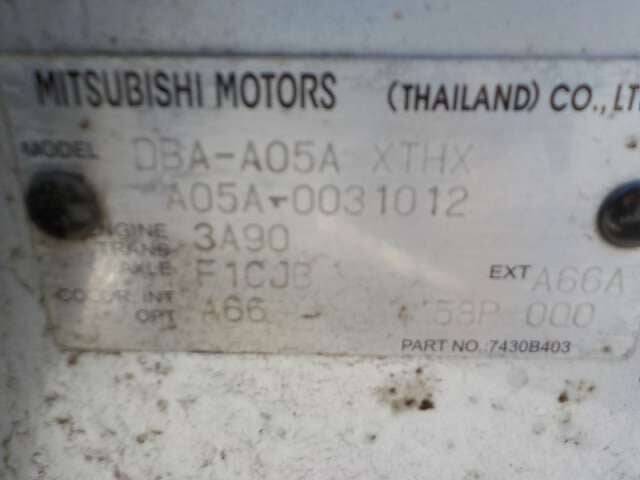 MITSUBISHI MOTORS (THAILAND) CO., LT
MODEL DBA-A05A XTHX
A05A-0031012
ENGINE 3A90
TRANS
AXLE F1CJB
EXT A66A
COLOR. INT A66
OPT 58P 000
PART NO. 7430B403